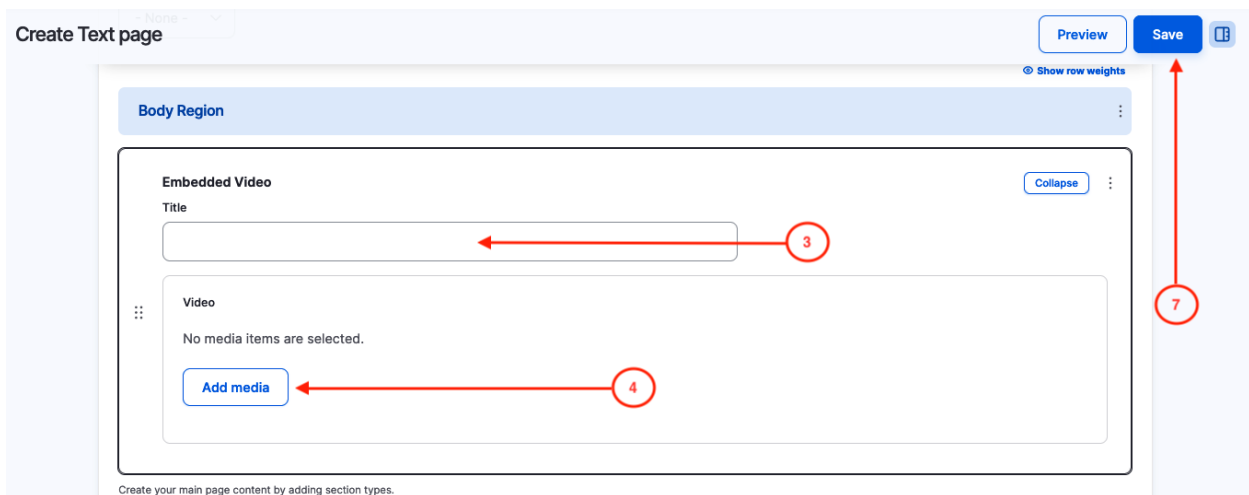 - None -
Create Text page
Preview
Save
Show row weights
Body Region
Embedded Video
Collapse
Title
3
Video
7
No media items are selected.
Add media
4
Create your main page content by adding section types.